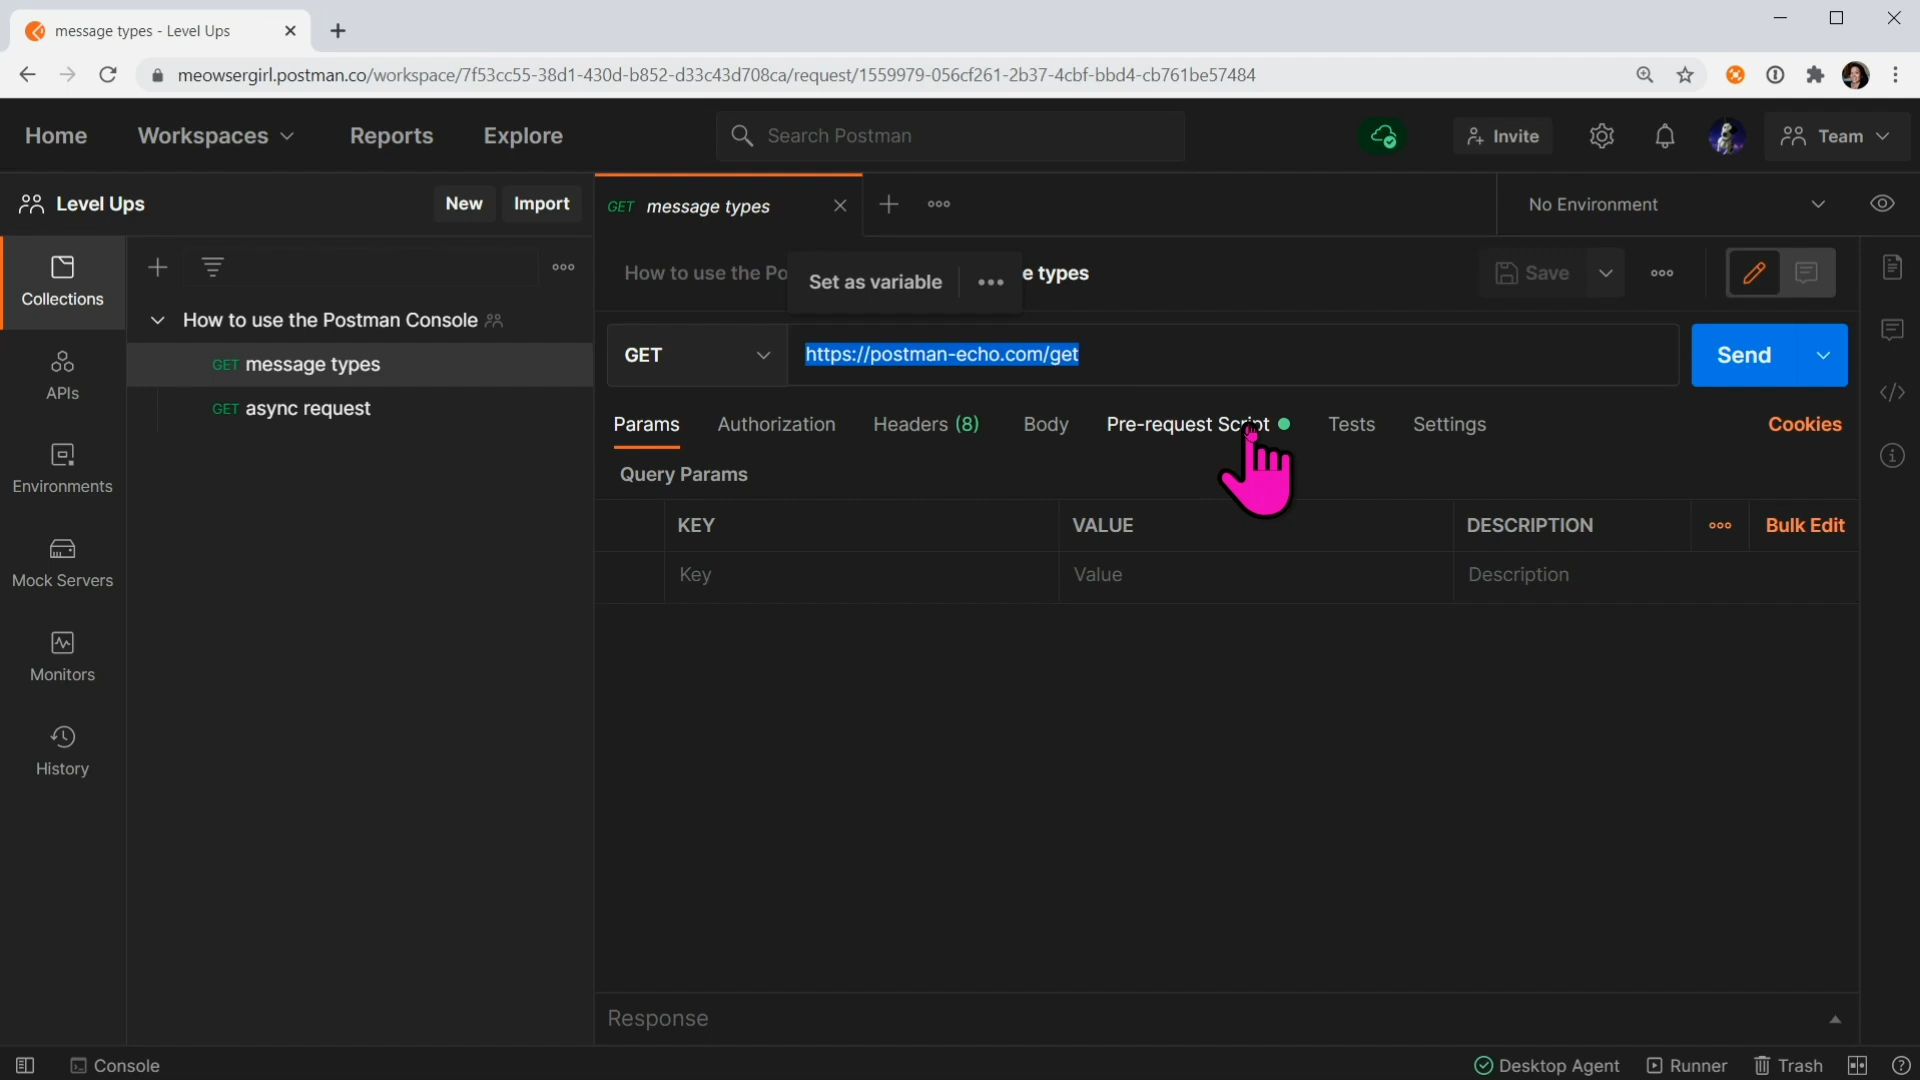 message types - Level Ups
meowsergirl.postman.co/workspace/7f53cc55-38d1-430d-b852-d33c43d708ca/request/1559979-056cf261-2b37-4cbf-bbd4-cb761be57484
Home Workspaces Reports Explore Search Postman Invite Team
Level Ups New Import GET message types No Environment
Collections
How to use the Po e types Save
Set as variable
How to use the Postman Console
GET message types
GET async request
GET https://postman-echo.com/get Send
APIs
Params Authorization Headers (8) Body Pre-request Script Tests Settings Cookies
Query Params
Environments
KEY VALUE DESCRIPTION Bulk Edit
Key Value Description
Mock Servers
Monitors
History
Response
Console Desktop Agent Runner Trash